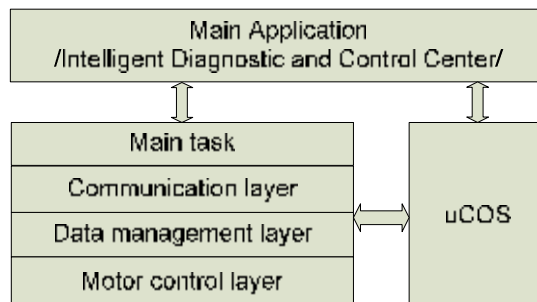 Main Application
/Intelligent Diagnostic and Control Center/
Main task
Communication layer
Data management layer
Motor control layer
uCOS